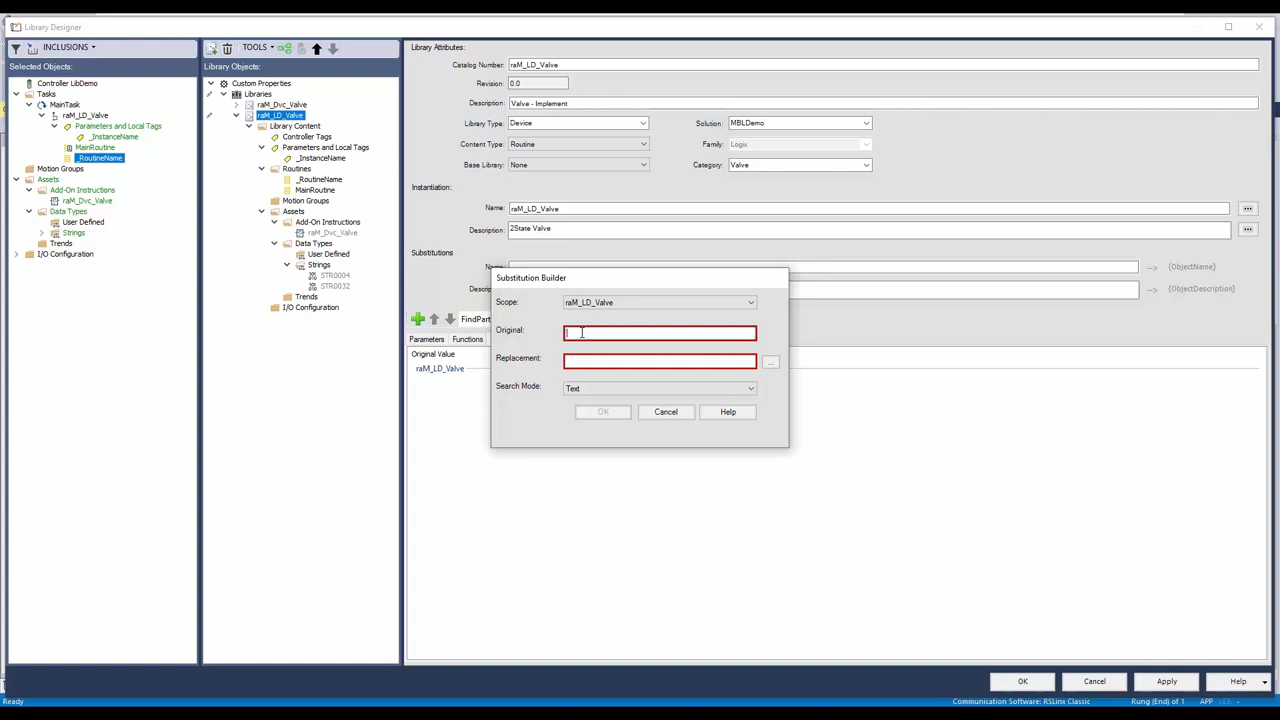 Library Designer
INCLUSIONS
Selected Objects:
Controller LibDemo
Tasks
MainTask
raM_LD_Valve
Parameters and Local Tags
_InstanceName
MainRoutine
_RoutineName
Motion Groups
Assets
Add-On Instructions
raM_Dvc_Valve
Data Types
User Defined
Strings
Trends
I/O Configuration
TOOLS
Library Objects:
Custom Properties
Libraries
raM_Dvc_Valve
raM_LD_Valve
Library Content
Controller Tags
Parameters and Local Tags
_InstanceName
Routines
_RoutineName
MainRoutine
Motion Groups
Assets
Add-On Instructions
raM_Dvc_Valve
Data Types
User Defined
Strings
STR0004
STR0032
Trends
I/O Configuration
Library Attributes:
Catalog Number: raM_LD_Valve
Revision: 0.0
Description: Valve - Implement
Library Type: Device Solution: MBLDemo
Content Type: Routine Family: Logix
Base Library: None Category: Valve
Instantiation:
Name: raM_LD_Valve ...
Description: 2State Valve ...
Substitutions
{ObjectName}
Descrip {ObjectDescription}
FindPart
Parameters Functions
Original Value
raM_LD_Valve
Substitution Builder
Scope: raM_LD_Valve
Original:
Replacement: ...
Search Mode: Text
OK Cancel Help
OK Cancel Apply Help
Ready Communication Software: RSLinx Classic Rung (End) of 1 APP VER -